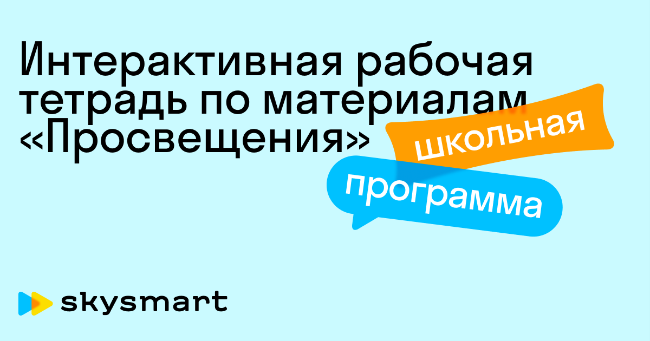 Интерактивная рабочая
тетрадь по материалам
«Просвещения»
школьная
программа
skysmart